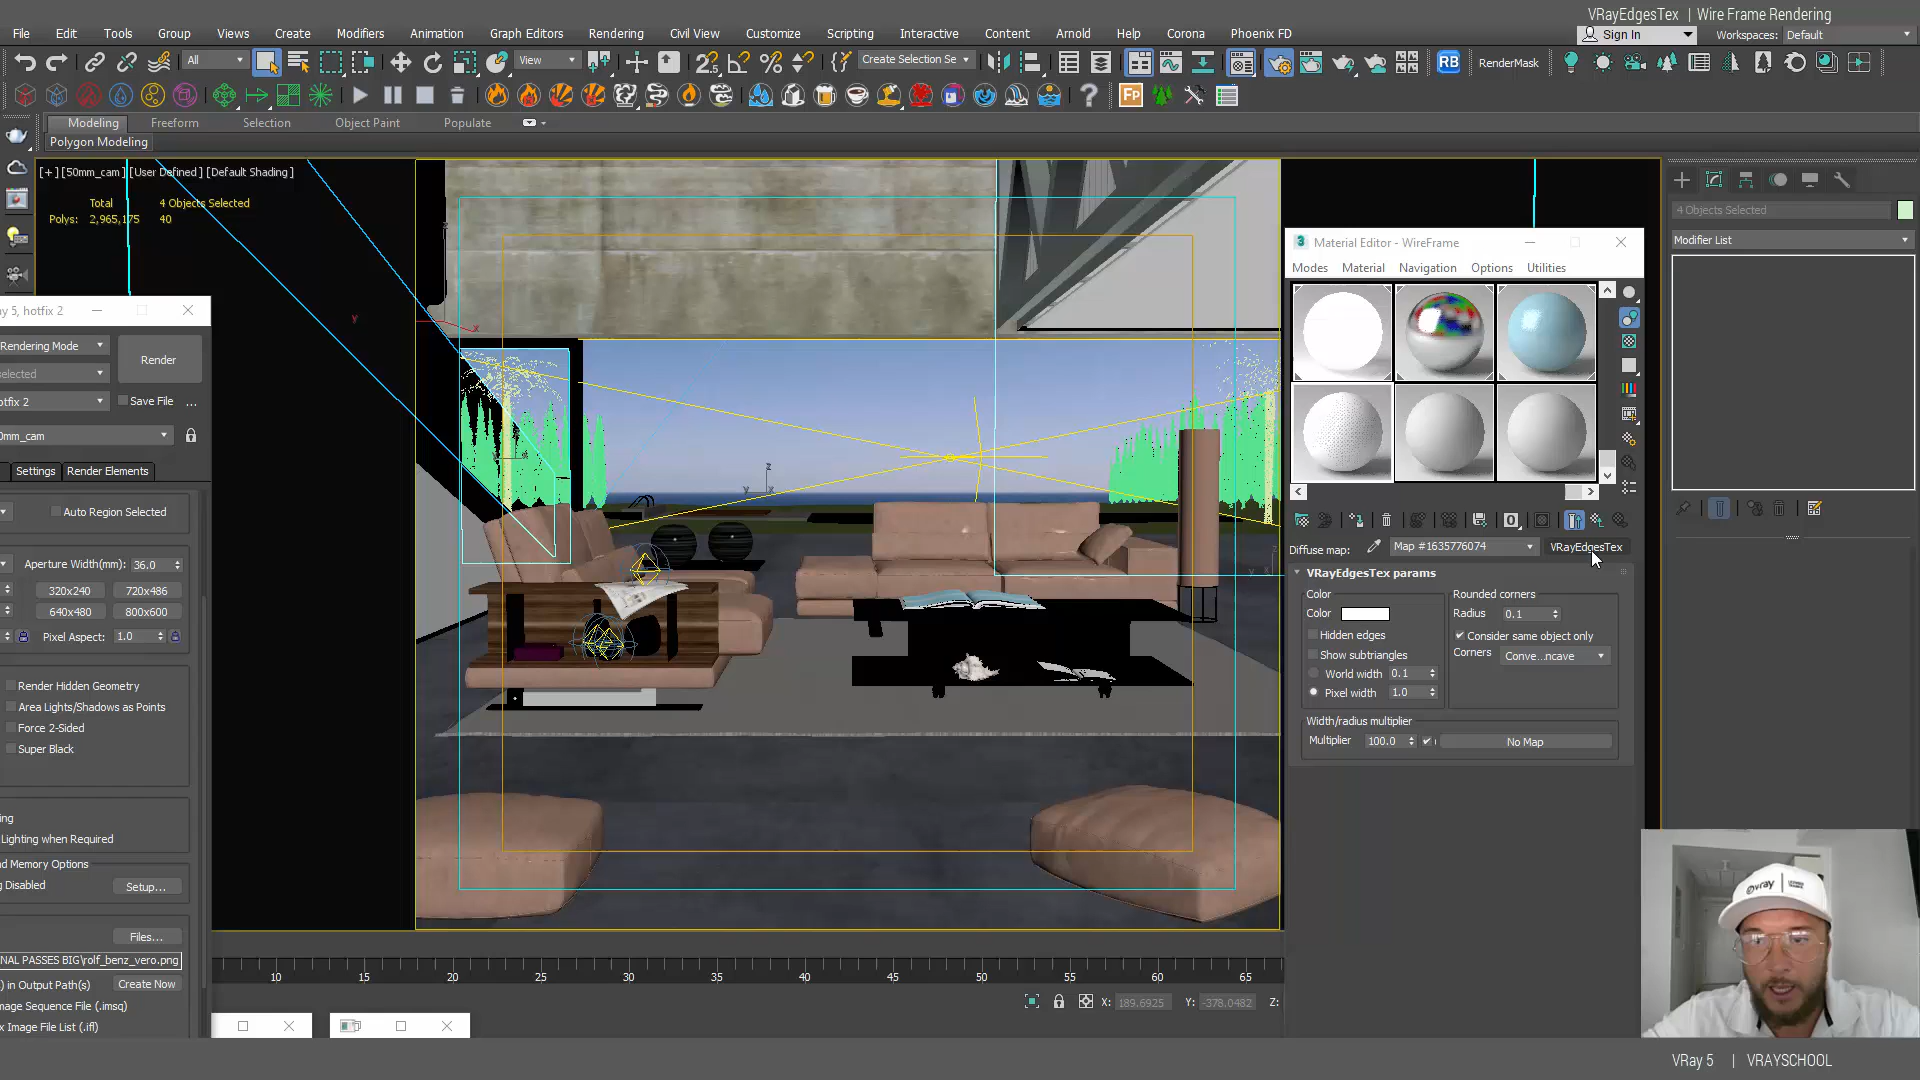 VRayEdgesTex | Wire Frame Rendering
File Edit Tools Group Views Create Modifiers Animation Graph Editors Rendering Civil View Customize Scripting Interactive Content Arnold Help Corona Phoenix FD
Sign In Workspaces: Default
All View Create Selection Se RB RenderMask
Fp
Modeling Freeform Selection Object Paint Populate
Polygon Modeling
[+] [50mm_cam] [User Defined] [Default Shading]
Total 4 Objects Selected
Polys: 2,965,175 40
4 Objects Selected
Modifier List
3 Material Editor - WireFrame
Modes Material Navigation Options Utilities
Diffuse map: Map #1635776074 VRayEdgesTex
VRayEdgesTex params
Color Rounded corners
Color Radius 0.1
Hidden edges Consider same object only
Show subtriangles Corners Conve...ncave
World width 0.1
Pixel width 1.0
Width/radius multiplier
Multiplier 100.0 No Map
ay 5, hotfix 2
Rendering Mode Render
selected
otfix 2 Save File ...
0mm_cam
Settings Render Elements
Auto Region Selected
Aperture Width(mm): 36.0
320x240 720x486
640x480 800x600
Pixel Aspect: 1.0
Render Hidden Geometry
Area Lights/Shadows as Points
Force 2-Sided
Super Black
ing
Lighting when Required
nd Memory Options
g Disabled Setup...
Files...
NAL PASSES BIG\rolf_benz_vero.png
) in Output Path(s) Create Now
mage Sequence File (.imsq)
x Image File List (.ifl)
10 15 20 25 30 35 40 45 50 55 60 65
X: 189.6925 Y: -378.0482 Z:
vray
VRay 5 | VRAYSCHOOL